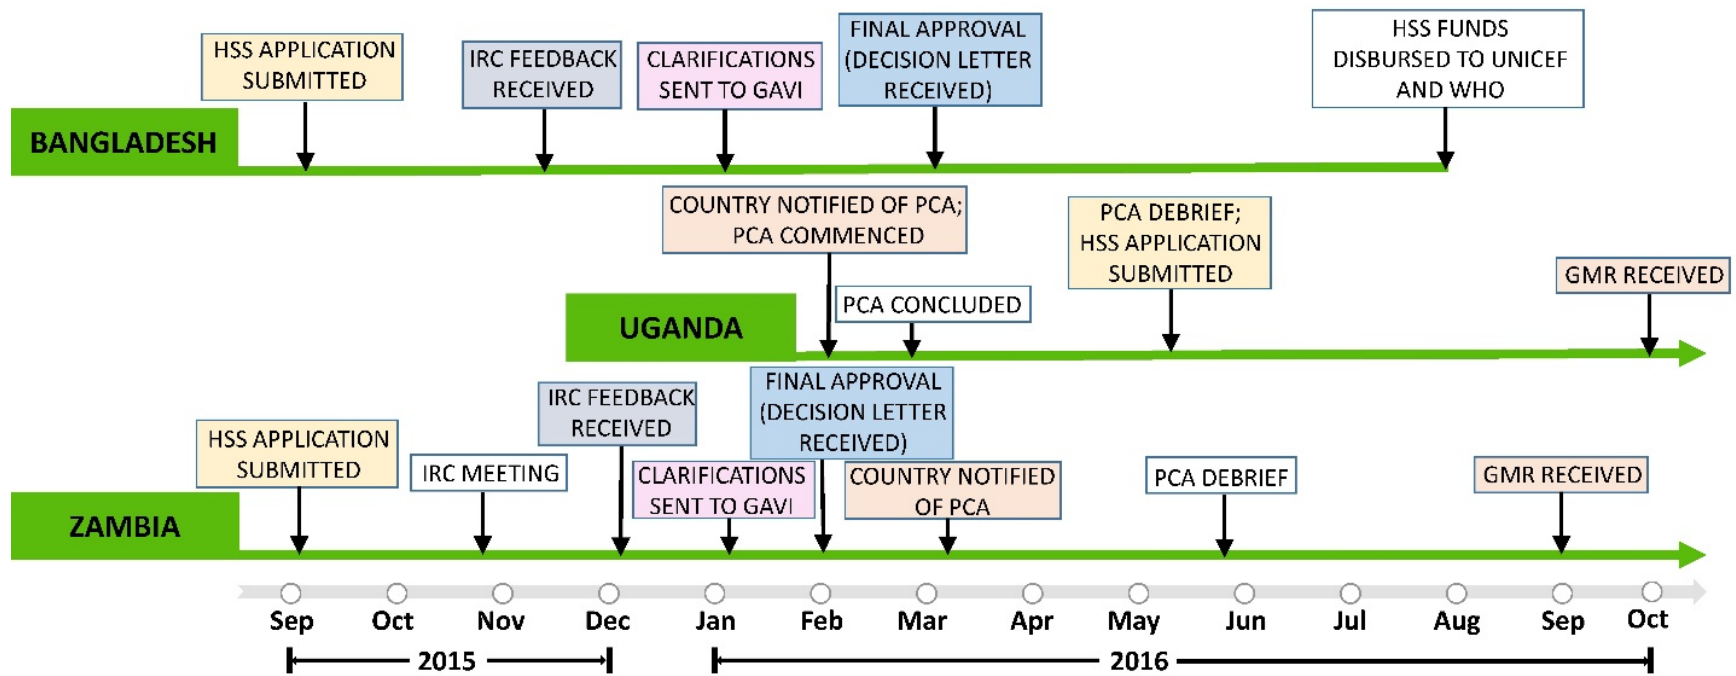 HSS APPLICATION
SUBMITTED
IRC FEEDBACK
RECEIVED
CLARIFICATIONS
SENT TO GAVI
FINAL APPROVAL
(DECISION LETTER
RECEIVED)
HSS FUNDS
DISBURSED TO UNICEF
AND WHO
BANGLADESH
COUNTRY NOTIFIED OF PCA;
PCA COMMENCED
PCA CONCLUDED
PCA DEBRIEF;
HSS APPLICATION
SUBMITTED
GMR RECEIVED
UGANDA
HSS APPLICATION
SUBMITTED
IRC MEETING
IRC FEEDBACK
RECEIVED
CLARIFICATIONS
SENT TO GAVI
FINAL APPROVAL
(DECISION LETTER
RECEIVED)
COUNTRY NOTIFIED
OF PCA
PCA DEBRIEF
GMR RECEIVED
ZAMBIA
Sep Oct Nov Dec Jan Feb Mar Apr May Jun Jul Aug Sep Oct
2015 2016